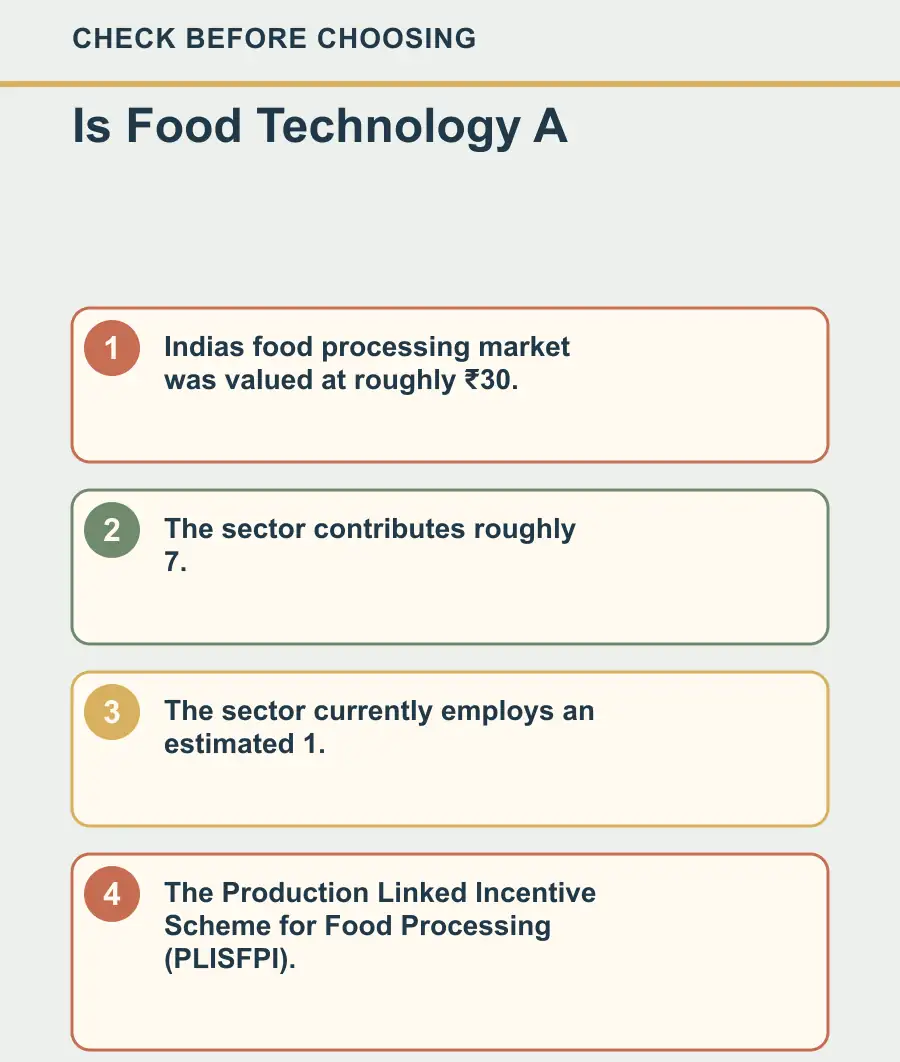 CHECK BEFORE CHOOSING
Is Food Technology A
1
Indias food processing market
was valued at roughly ₹30.
2
The sector contributes roughly
7.
3
The sector currently employs an
estimated 1.
4
The Production Linked Incentive
Scheme for Food Processing
(PLISFPI).